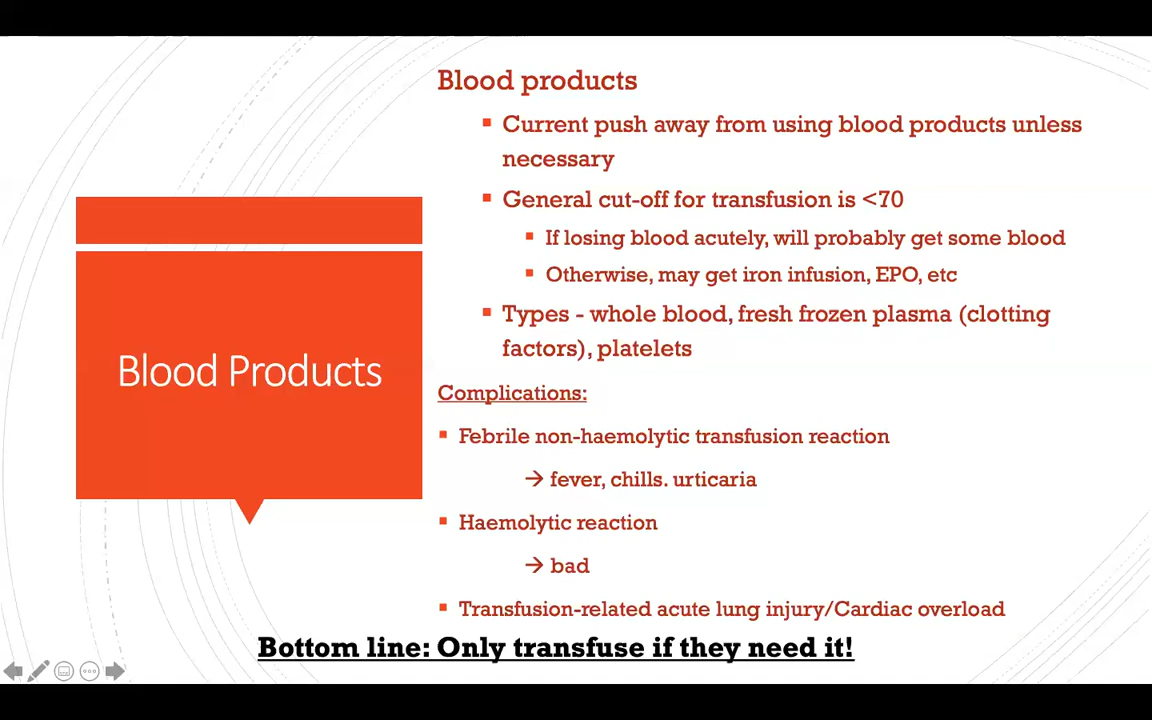 Blood products
▪ Current push away from using blood products unless
necessary
▪ General cut-off for transfusion is <70
▪ If losing blood acutely, will probably get some blood
▪ Otherwise, may get iron infusion, EPO, etc
▪ Types - whole blood, fresh frozen plasma (clotting
factors), platelets
Blood Products
Complications:
▪ Febrile non-haemolytic transfusion reaction
→ fever, chills. urticaria
▪ Haemolytic reaction
→ bad
▪ Transfusion-related acute lung injury/Cardiac overload
Bottom line: Only transfuse if they need it!